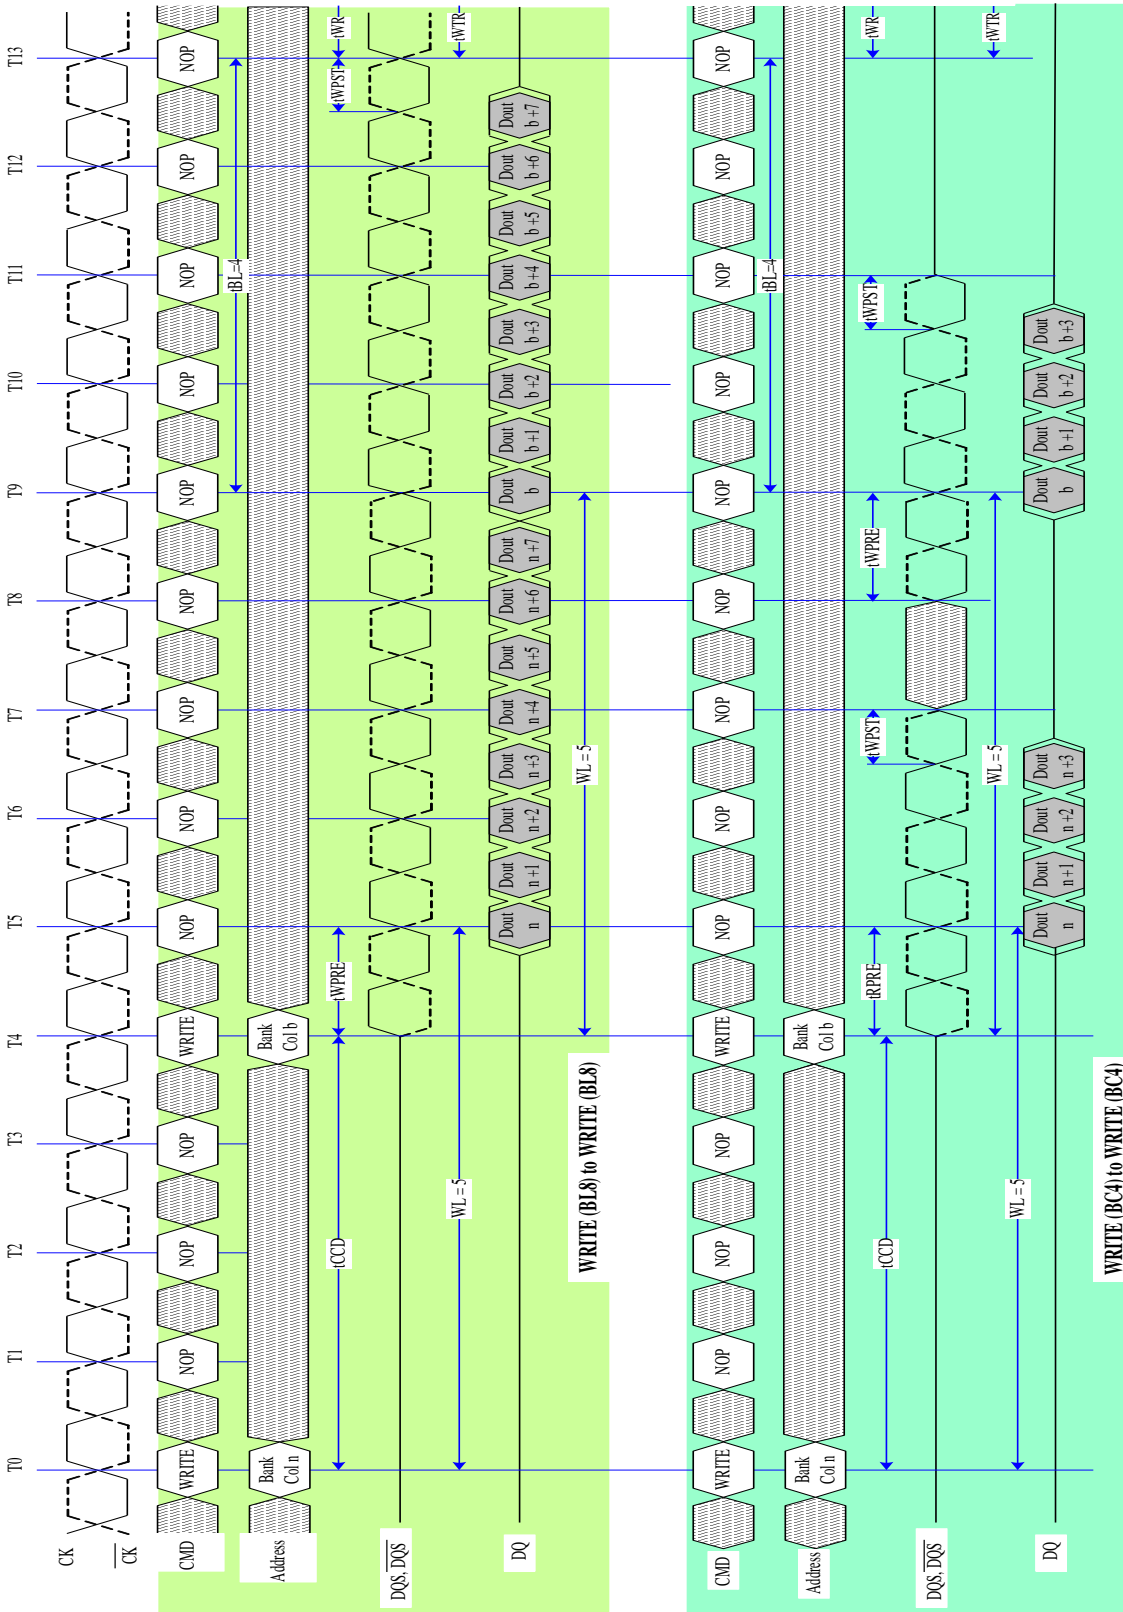 T0 T1 T2 T3 T4 T5 T6 T7 T8 T9 T10 T11 T12 T13
CK
CK
CMD WRITE NOP NOP NOP WRITE NOP NOP NOP NOP NOP NOP NOP NOP NOP
tBL=4
Address
Bank
Col n
Bank
Col b
tCCD tWPRE tWPST tWR
DQS, DQS
WL = 5 tWTR
DQ
Dout
n
Dout
n+1
Dout
n+2
Dout
n+3
Dout
n+4
Dout
n+5
Dout
n+6
Dout
n+7
Dout
b
Dout
b+1
Dout
b+2
Dout
b+3
Dout
b+4
Dout
b+5
Dout
b+6
Dout
b+7
WL = 5
WRITE (BL8) to WRITE (BL8)
CMD WRITE NOP NOP NOP WRITE NOP NOP NOP NOP NOP NOP NOP NOP NOP
tBL=4
Address
Bank
Col n
Bank
Col b
tCCD tRPRE tWPST tWPRE tWPST tWR
DQS, DQS
WL = 5 tWTR
WL = 5
DQ
Dout
n
Dout
n+1
Dout
n+2
Dout
n+3
Dout
b
Dout
b+1
Dout
b+2
Dout
b+3
WRITE (BC4) to WRITE (BC4)